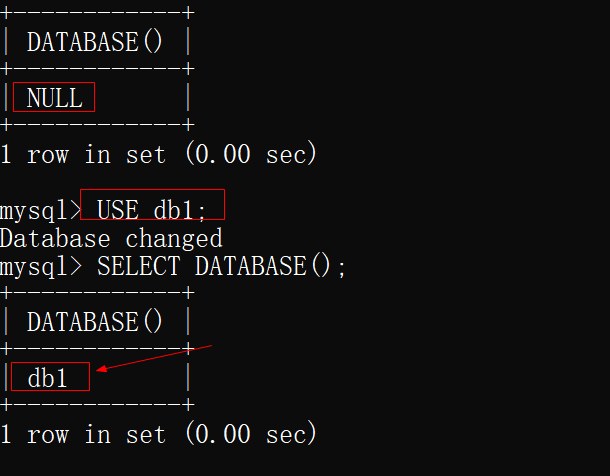 +------------+
| DATABASE() |
+------------+
| NULL       |
+------------+
1 row in set (0.00 sec)

mysql> USE db1;
Database changed
mysql> SELECT DATABASE();
+------------+
| DATABASE() |
+------------+
| db1        |
+------------+
1 row in set (0.00 sec)